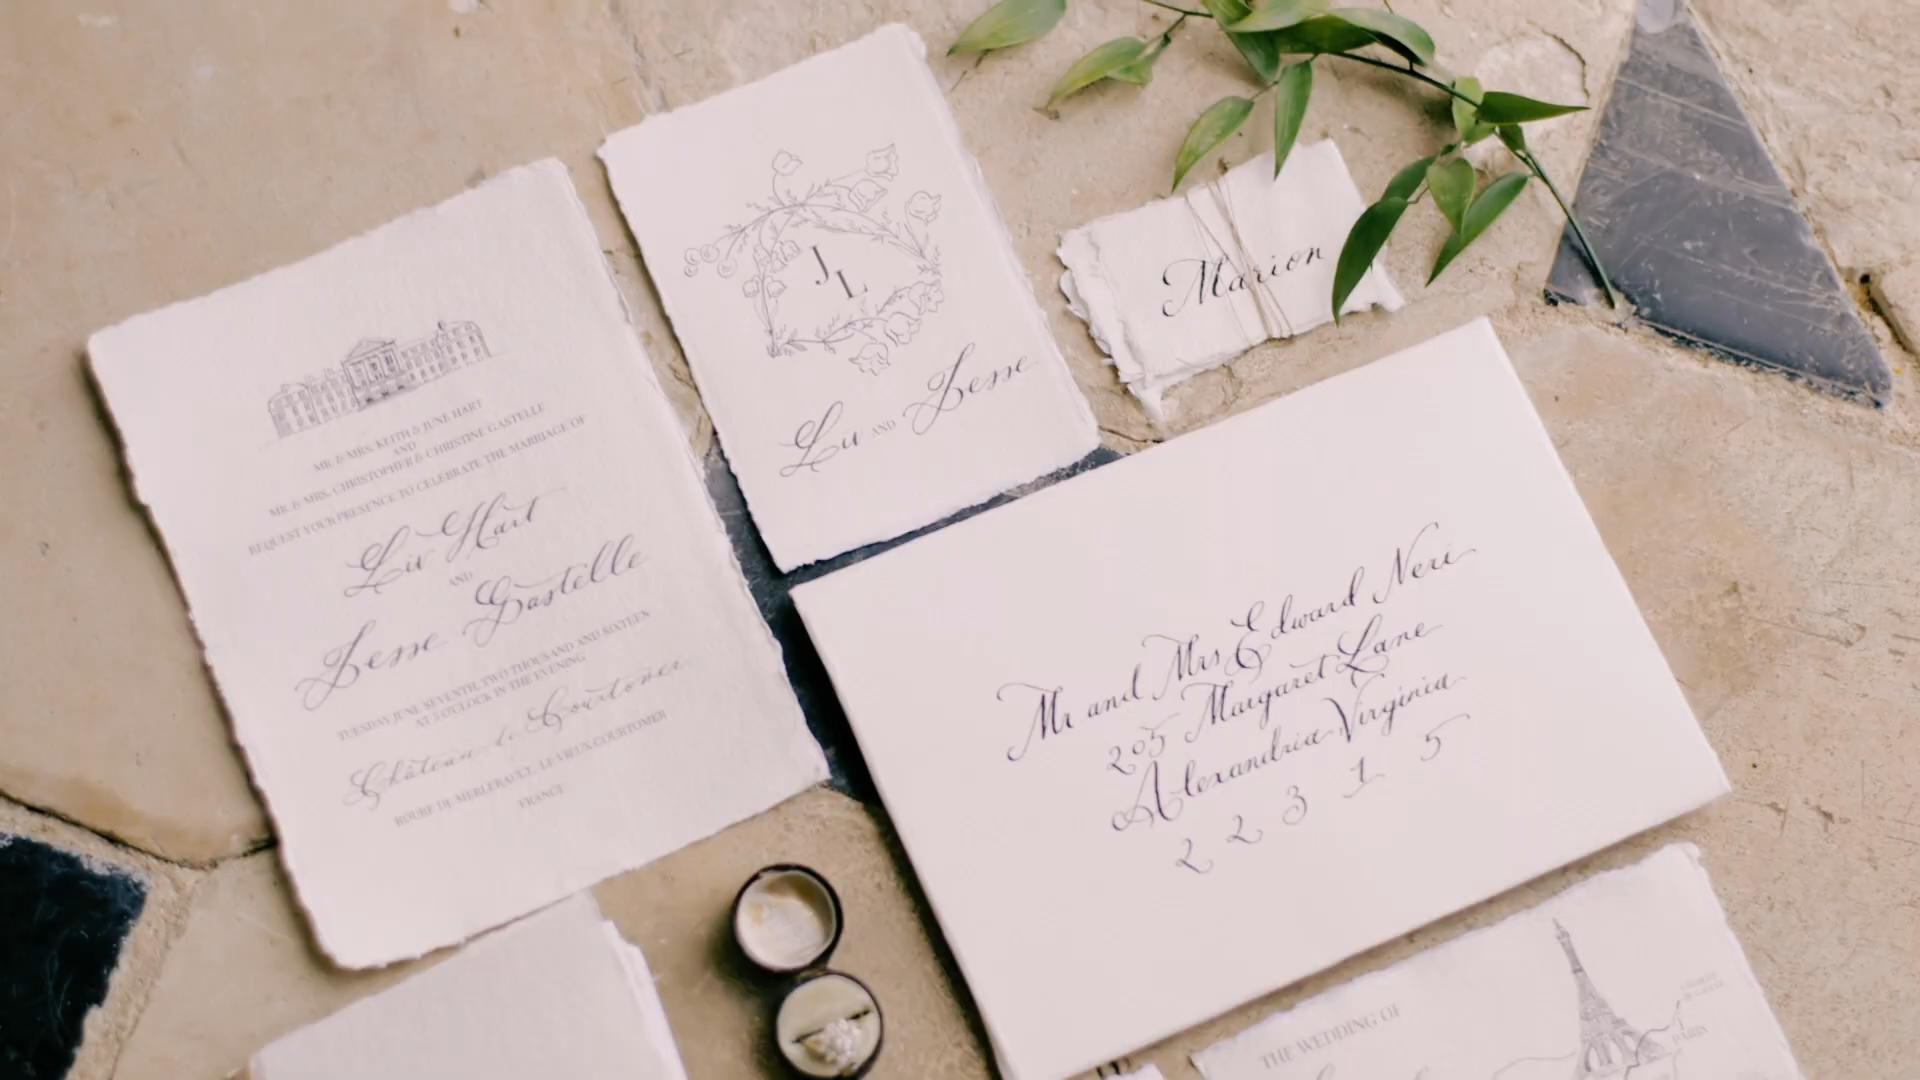 MR. & MRS. KEITH & JUNE HART
AND
MR. & MRS. CHRISTOPHER & CHRISTINE GASTELLE
REQUEST YOUR PRESENCE TO CELEBRATE THE MARRIAGE OF
Liv Hart
AND
Jesse Gastelle
TUESDAY JUNE SEVENTH, TWO THOUSAND AND SIXTEEN
AT 5 O'CLOCK IN THE EVENING
Château de Courtomer
ROUBE DU MERLERAULT, LE VIEUX COURTOMER
FRANCE
J
L
Liv AND Jesse
Marion
Mr and Mrs Edward Neri
205 Margaret Lane
Alexandria Virginia
2 2 3 1 5
THE WEDDING OF
PARIS